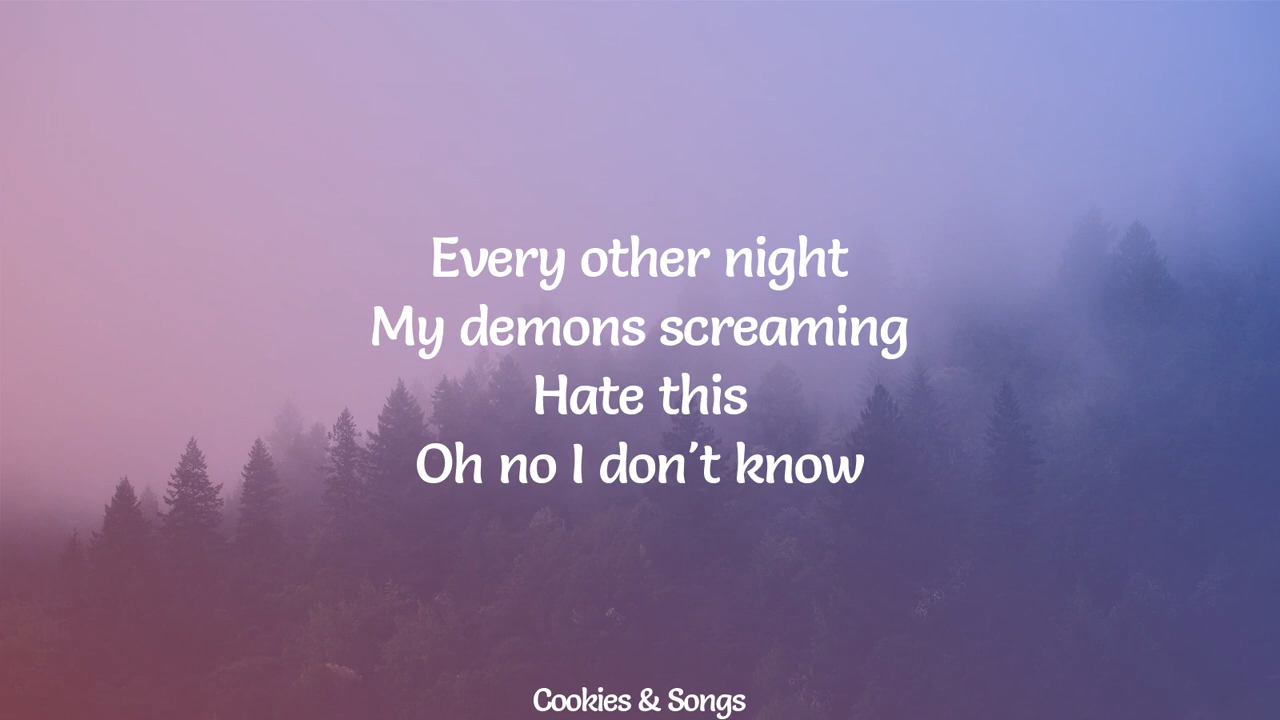 Every other night
My demons screaming
Hate this
Oh no I don't know
Cookies & Songs